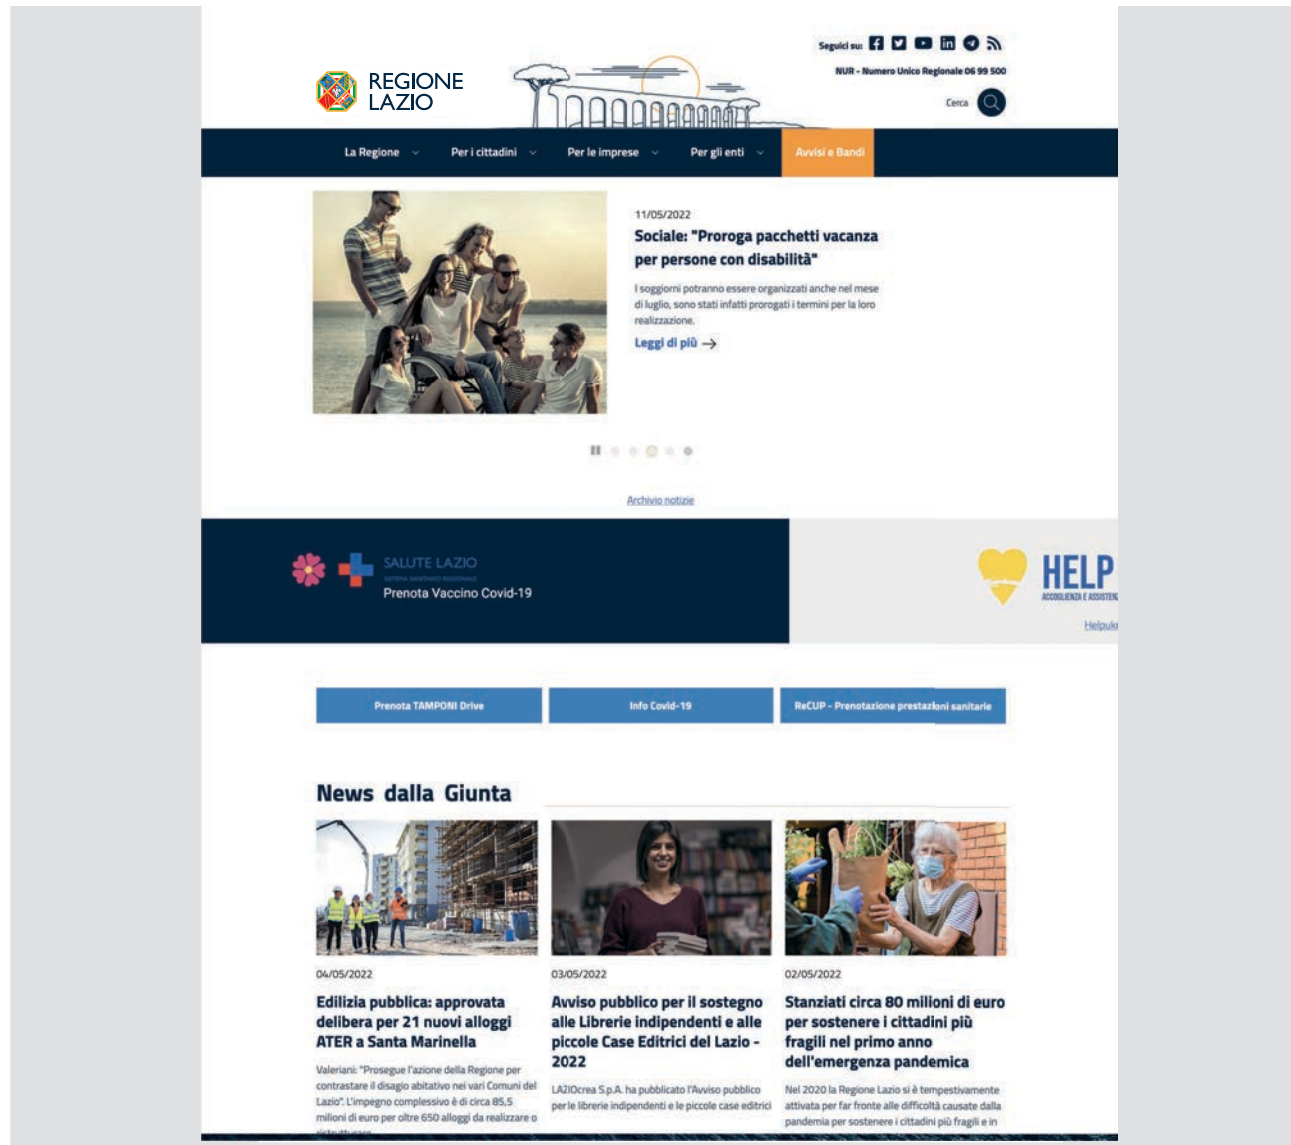 Seguici su:
NUR - Numero Unico Regionale 06 99 500
REGIONE
LAZIO
Cerca
La Regione
Per i cittadini
Per le imprese
Per gli enti
Avvisi e Bandi
11/05/2022
Sociale: "Proroga pacchetti vacanza
per persone con disabilità"
I soggiorni potranno essere organizzati anche nel mese
di luglio, sono stati infatti prorogati i termini per la loro
realizzazione.
Leggi di più →
Archivio notizie
SALUTE LAZIO
SISTEMA SANITARIO REGIONALE
Prenota Vaccino Covid-19
HELP
ACCOGLIENZA E
Prenota TAMPONI Drive
Info Covid-19
ReCUP - Prenotazione prestazioni sanitarie
News dalla Giunta
04/05/2022
Edilizia pubblica: approvata
delibera per 21 nuovi alloggi
ATER a Santa Marinella
Valeriani: "Prosegue l'azione della Regione per
contrastare il disagio abitativo nei vari Comuni del
Lazio". L'impegno complessivo è di circa 85,5
milioni di euro per oltre 650 alloggi da realizzare o
03/05/2022
Avviso pubblico per il sostegno
alle Librerie indipendenti e alle
piccole Case Editrici del Lazio -
2022
LAZIOcrea S.p.A. ha pubblicato l'Avviso pubblico
per le librerie indipendenti e le piccole case editrici
02/05/2022
Stanziati circa 80 milioni di euro
per sostenere i cittadini più
fragili nel primo anno
dell'emergenza pandemica
Nel 2020 la Regione Lazio si è tempestivamente
attivata per far fronte alle difficoltà causate dalla
pandemia per sostenere i cittadini più fragili e in